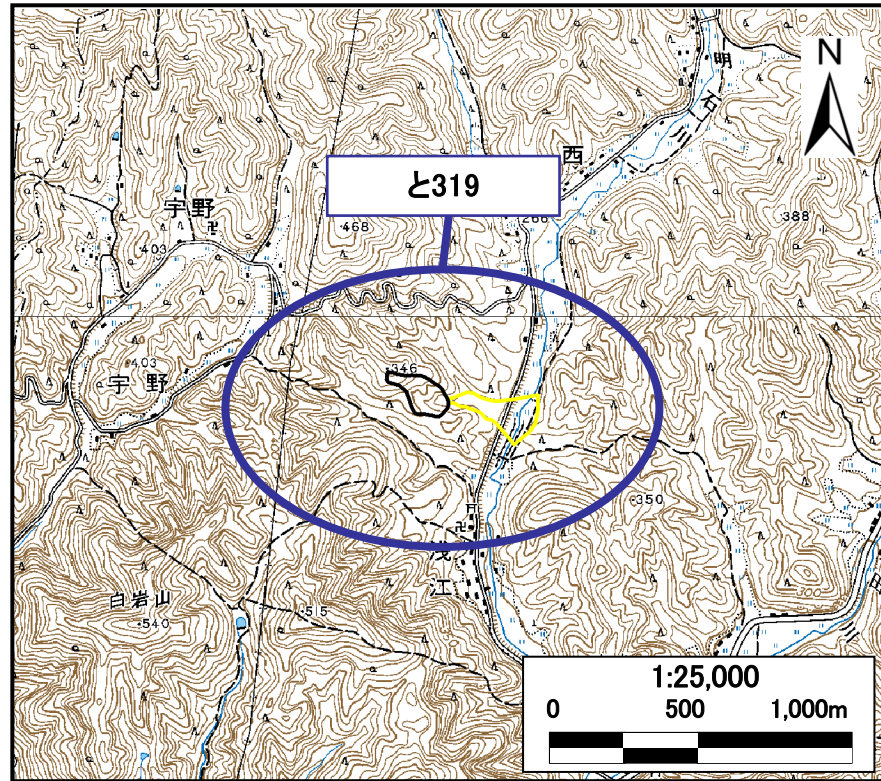 N
明
石
川
西
と319
宇野
266
・388
・468
・403
・403
宇野
・346
・350
浅
江
白岩山
・540
・515
1:25,000
0 500 1,000m